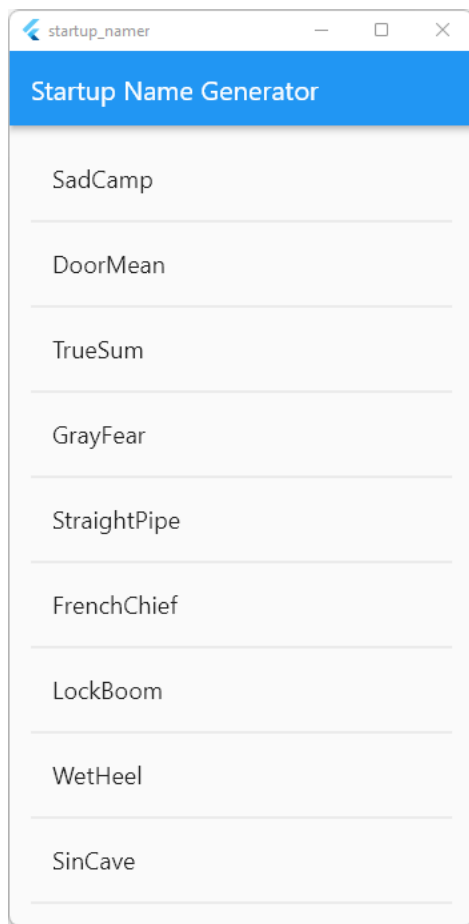 startup_namer
Startup Name Generator
SadCamp
DoorMean
TrueSum
GrayFear
StraightPipe
FrenchChief
LockBoom
WetHeel
SinCave